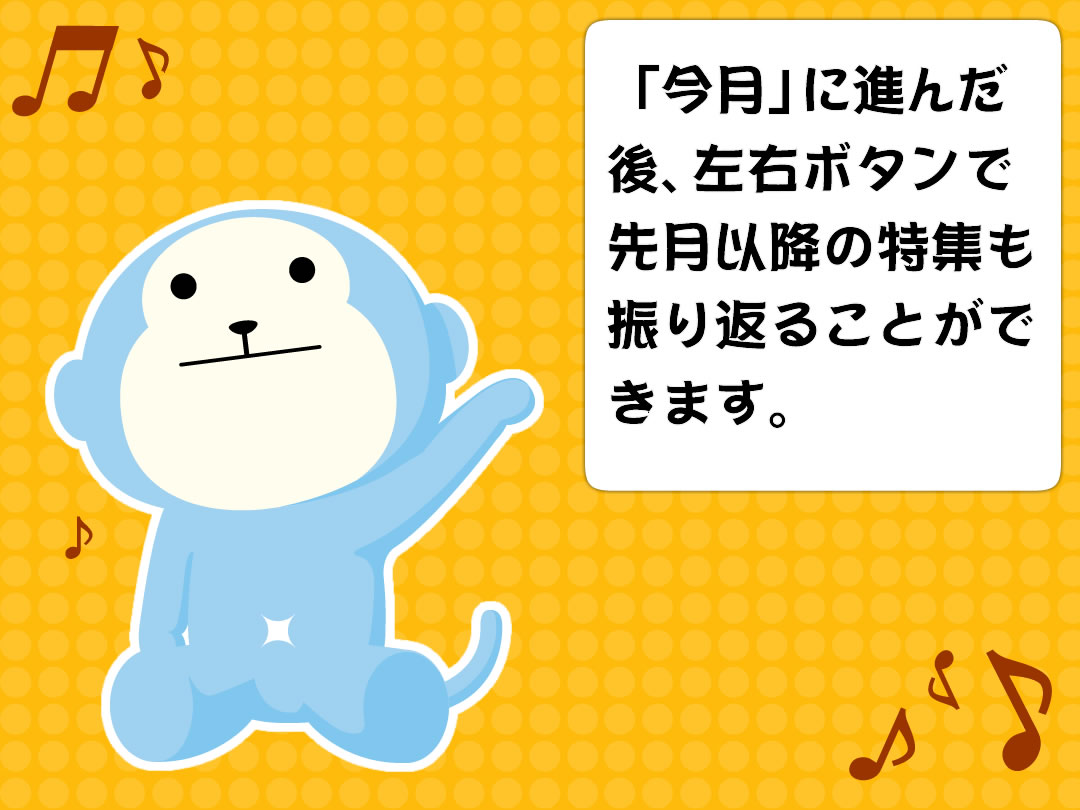 「今月」に進んだ
後、左右ボタンで
先月以降の特集も
振り返ることがで
きます。